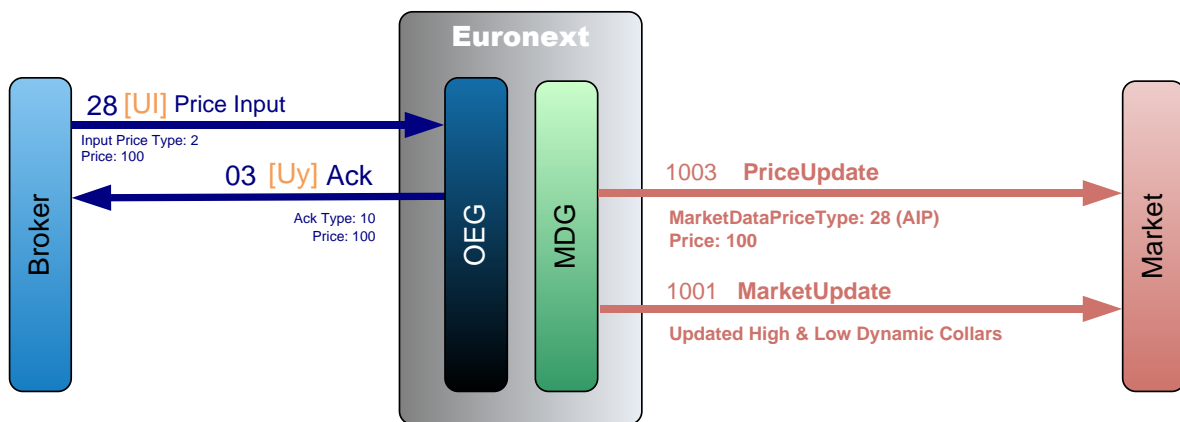 Euronext
28 [UI] Price Input
Input Price Type: 2
Price: 100
03 [Uy] Ack
Ack Type: 10
Price: 100
Broker
OEG
MDG
1003 PriceUpdate
MarketDataPriceType: 28 (AIP)
Price: 100
1001 MarketUpdate
Updated High & Low Dynamic Collars
Market